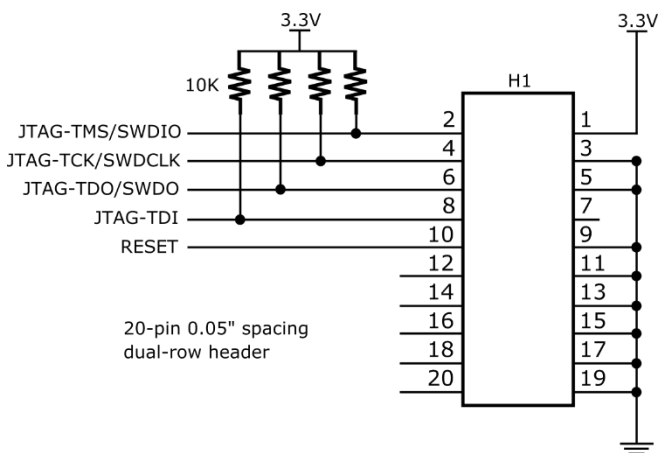 3.3V
3.3V
10K
H1
JTAG-TMS/SWDIO
2
1
JTAG-TCK/SWDCLK
4
3
JTAG-TDO/SWDO
6
5
JTAG-TDI
8
7
RESET
10
9
12
11
14
13
16
15
18
17
20
19
20-pin 0.05" spacing
dual-row header